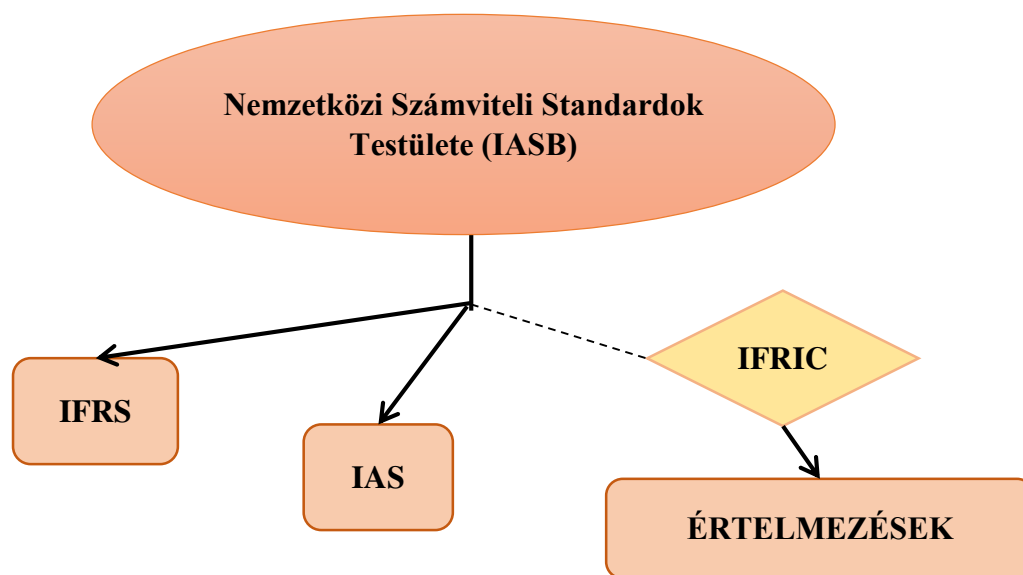 Nemzetközi Számviteli Standardok
Testülete (IASB)
IFRIC
IFRS
IAS
ÉRTELMEZÉSEK